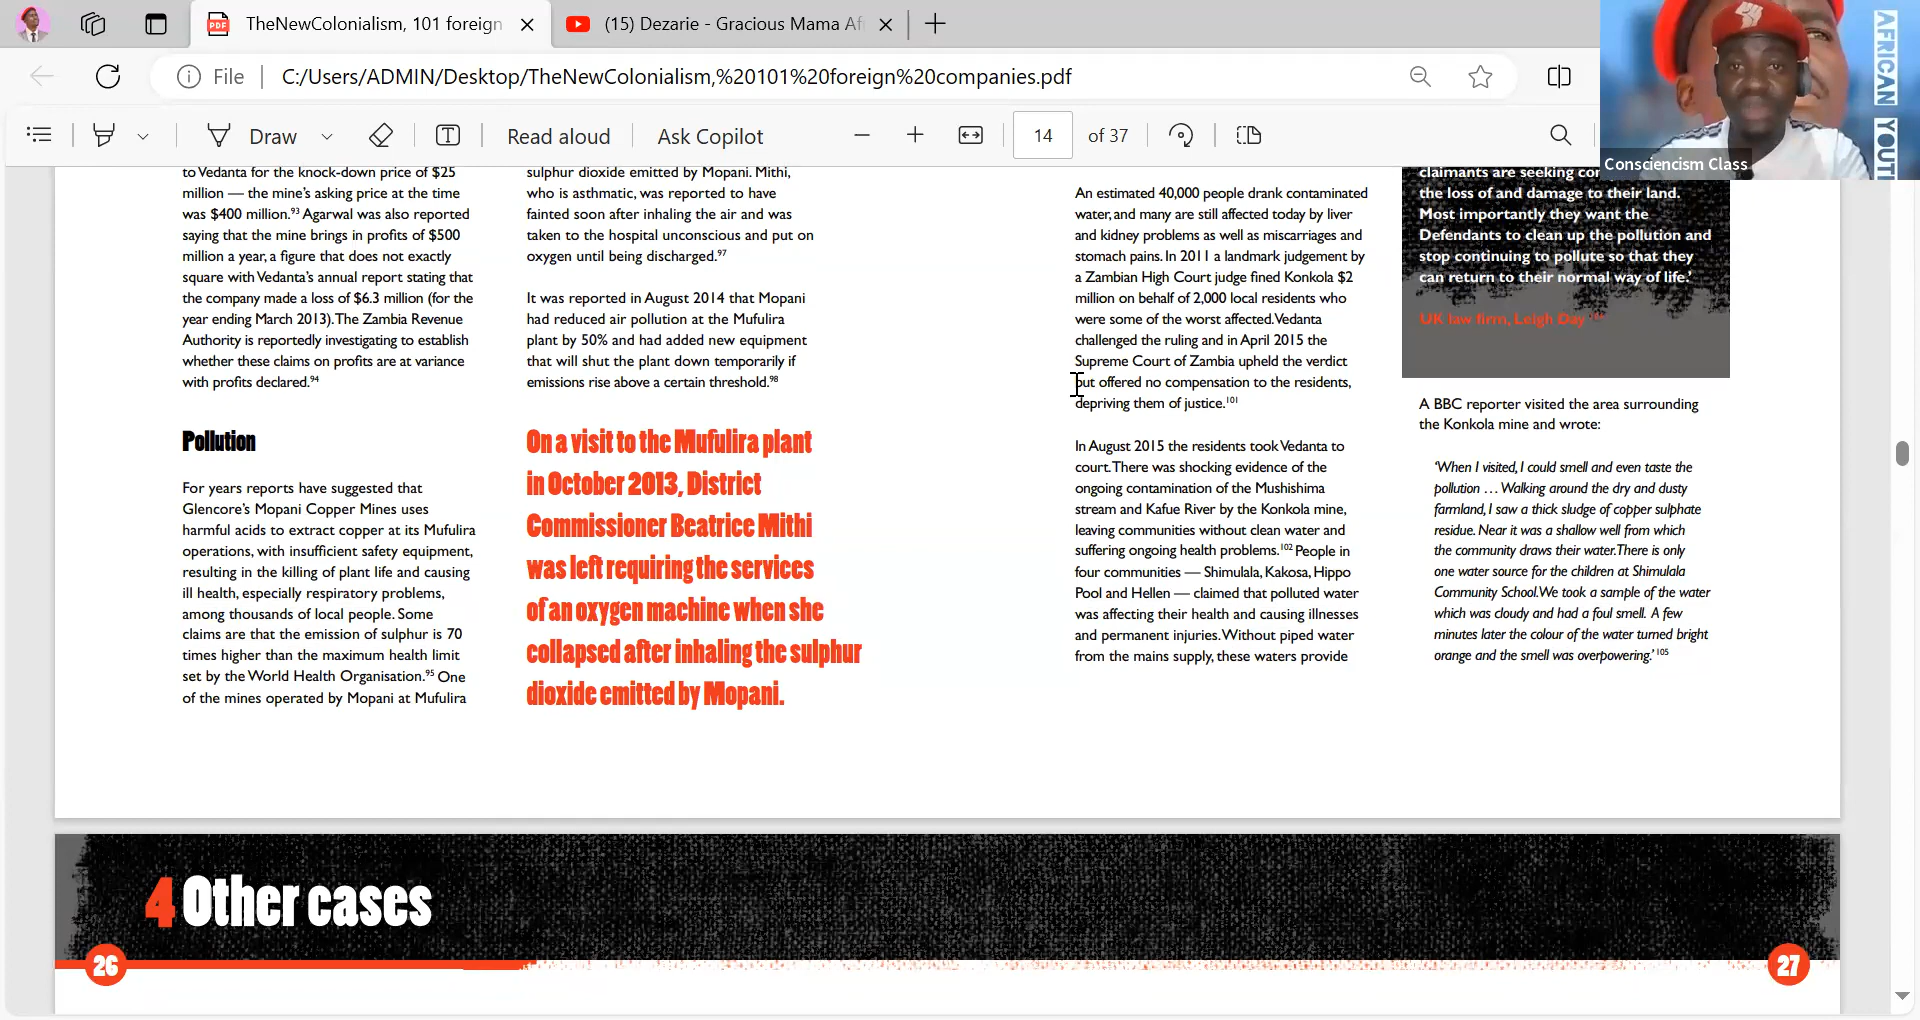 TheNewColonialism, 101 foreign
(15) Dezarie - Gracious Mama Af
File
C:/Users/ADMIN/Desktop/TheNewColonialism,%20101%20foreign%20companies.pdf
PDF
Draw
Read aloud
Ask Copilot
14
of 37
AFRICAN YOUT
Consciencism Class
to Vedanta for the knock-down price of $25
million — the mine's asking price at the time
was $400 million.93 Agarwal was also reported
saying that the mine brings in profits of $500
million a year, a figure that does not exactly
square with Vedanta's annual report stating that
the company made a loss of $6.3 million (for the
year ending March 2013). The Zambia Revenue
Authority is reportedly investigating to establish
whether these claims on profits are at variance
with profits declared.94
Pollution
For years reports have suggested that
Glencore's Mopani Copper Mines uses
harmful acids to extract copper at its Mufulira
operations, with insufficient safety equipment,
resulting in the killing of plant life and causing
ill health, especially respiratory problems,
among thousands of local people. Some
claims are that the emission of sulphur is 70
times higher than the maximum health limit
set by the World Health Organisation.95 One
of the mines operated by Mopani at Mufulira
sulphur dioxide emitted by Mopani. Mithi,
who is asthmatic, was reported to have
fainted soon after inhaling the air and was
taken to the hospital unconscious and put on
oxygen until being discharged.97
It was reported in August 2014 that Mopani
had reduced air pollution at the Mufulira
plant by 50% and had added new equipment
that will shut the plant down temporarily if
emissions rise above a certain threshold.98
On a visit to the Mufulira plant
in October 2013, District
Commissioner Beatrice Mithi
was left requiring the services
of an oxygen machine when she
collapsed after inhaling the sulphur
dioxide emitted by Mopani.
An estimated 40,000 people drank contaminated
water, and many are still affected today by liver
and kidney problems as well as miscarriages and
stomach pains. In 2011 a landmark judgement by
a Zambian High Court judge fined Konkola $2
million on behalf of 2,000 local residents who
were some of the worst affected. Vedanta
challenged the ruling and in April 2015 the
Supreme Court of Zambia upheld the verdict
but offered no compensation to the residents,
depriving them of justice.101
In August 2015 the residents took Vedanta to
court. There was shocking evidence of the
ongoing contamination of the Mushishima
stream and Kafue River by the Konkola mine,
leaving communities without clean water and
suffering ongoing health problems.102 People in
four communities — Shimulala, Kakosa, Hippo
Pool and Hellen — claimed that polluted water
was affecting their health and causing illnesses
and permanent injuries. Without piped water
from the mains supply, these waters provide
claimants are seeking
the loss of and damage to their land.
Most importantly they want the
Defendants to clean up the pollution and
stop continuing to pollute so that they
can return to their normal way of life.'
UK law firm, Leigh Day
A BBC reporter visited the area surrounding
the Konkola mine and wrote:
'When I visited, I could smell and even taste the
pollution … Walking around the dry and dusty
farmland, I saw a thick sludge of copper sulphate
residue. Near it was a shallow well from which
the community draws their water. There is only
one water source for the children at Shimulala
Community School. We took a sample of the water
which was cloudy and had a foul smell. A few
minutes later the colour of the water turned bright
orange and the smell was overpowering.'105
4 Other cases
26
27